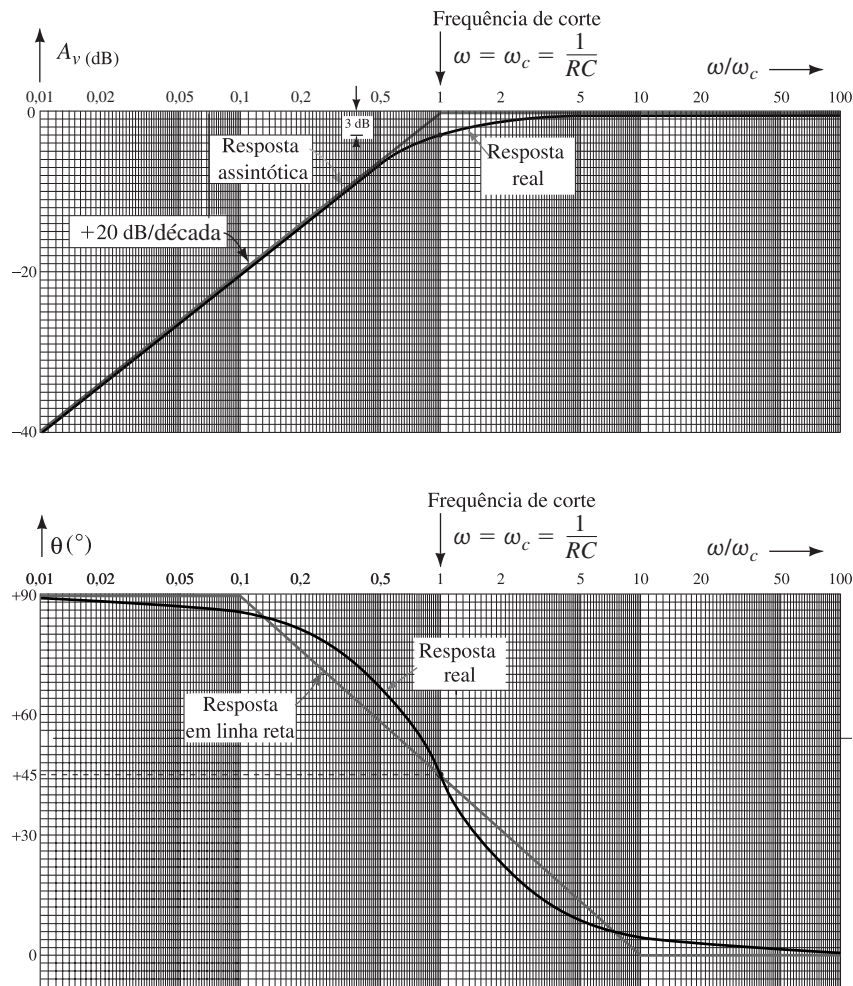 Frequência de corte
A_v (dB)
ω = ω_c = 1/RC
ω/ω_c
0,01 0,02 0,05 0,1 0,2 0,5 1 2 5 10 20 50 100
0
3 dB
Resposta
assintótica
Resposta
real
+20 dB/década
−20
−40
Frequência de corte
θ(°)
ω = ω_c = 1/RC
ω/ω_c
0,01 0,02 0,05 0,1 0,2 0,5 1 2 5 10 20 50 100
+90
Resposta
real
Resposta
em linha reta
+60
+45
+30
0